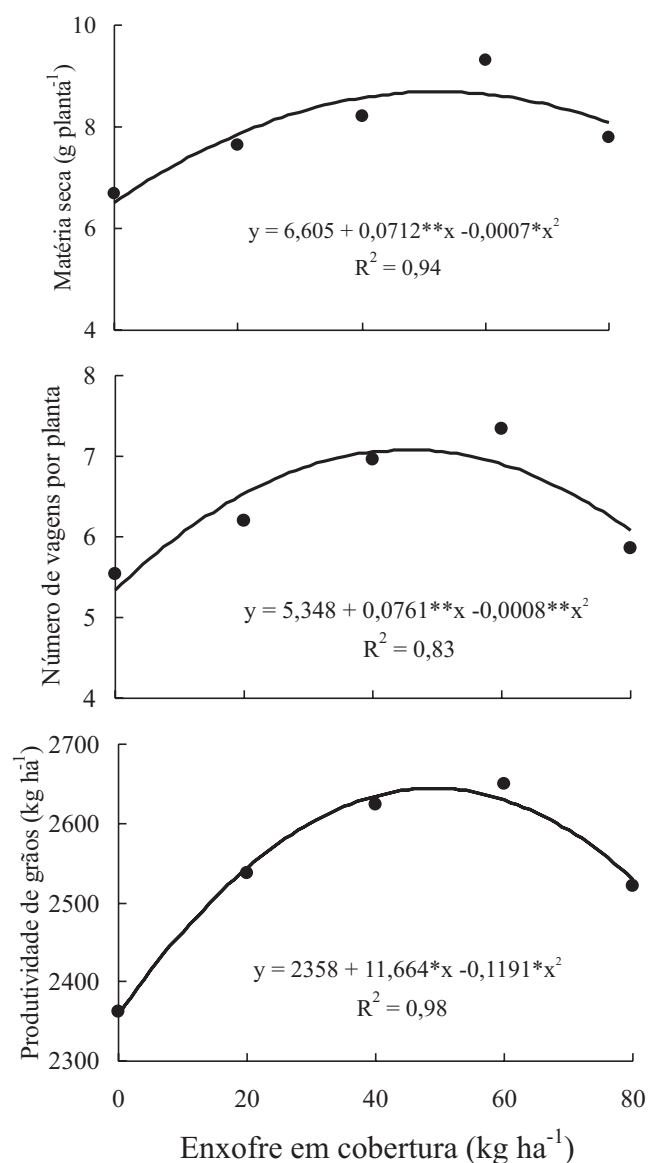 Matéria seca (g planta⁻¹)
10
8
6
4
y = 6,605 + 0,0712**x -0,0007*x²
R² = 0,94
Número de vagens por planta
8
7
6
5
4
y = 5,348 + 0,0761**x -0,0008**x²
R² = 0,83
Produtividade de grãos (kg ha⁻¹)
2700
2600
2500
2400
2300
y = 2358 + 11,664*x -0,1191*x²
R² = 0,98
0 20 40 60 80
Enxofre em cobertura (kg ha⁻¹)